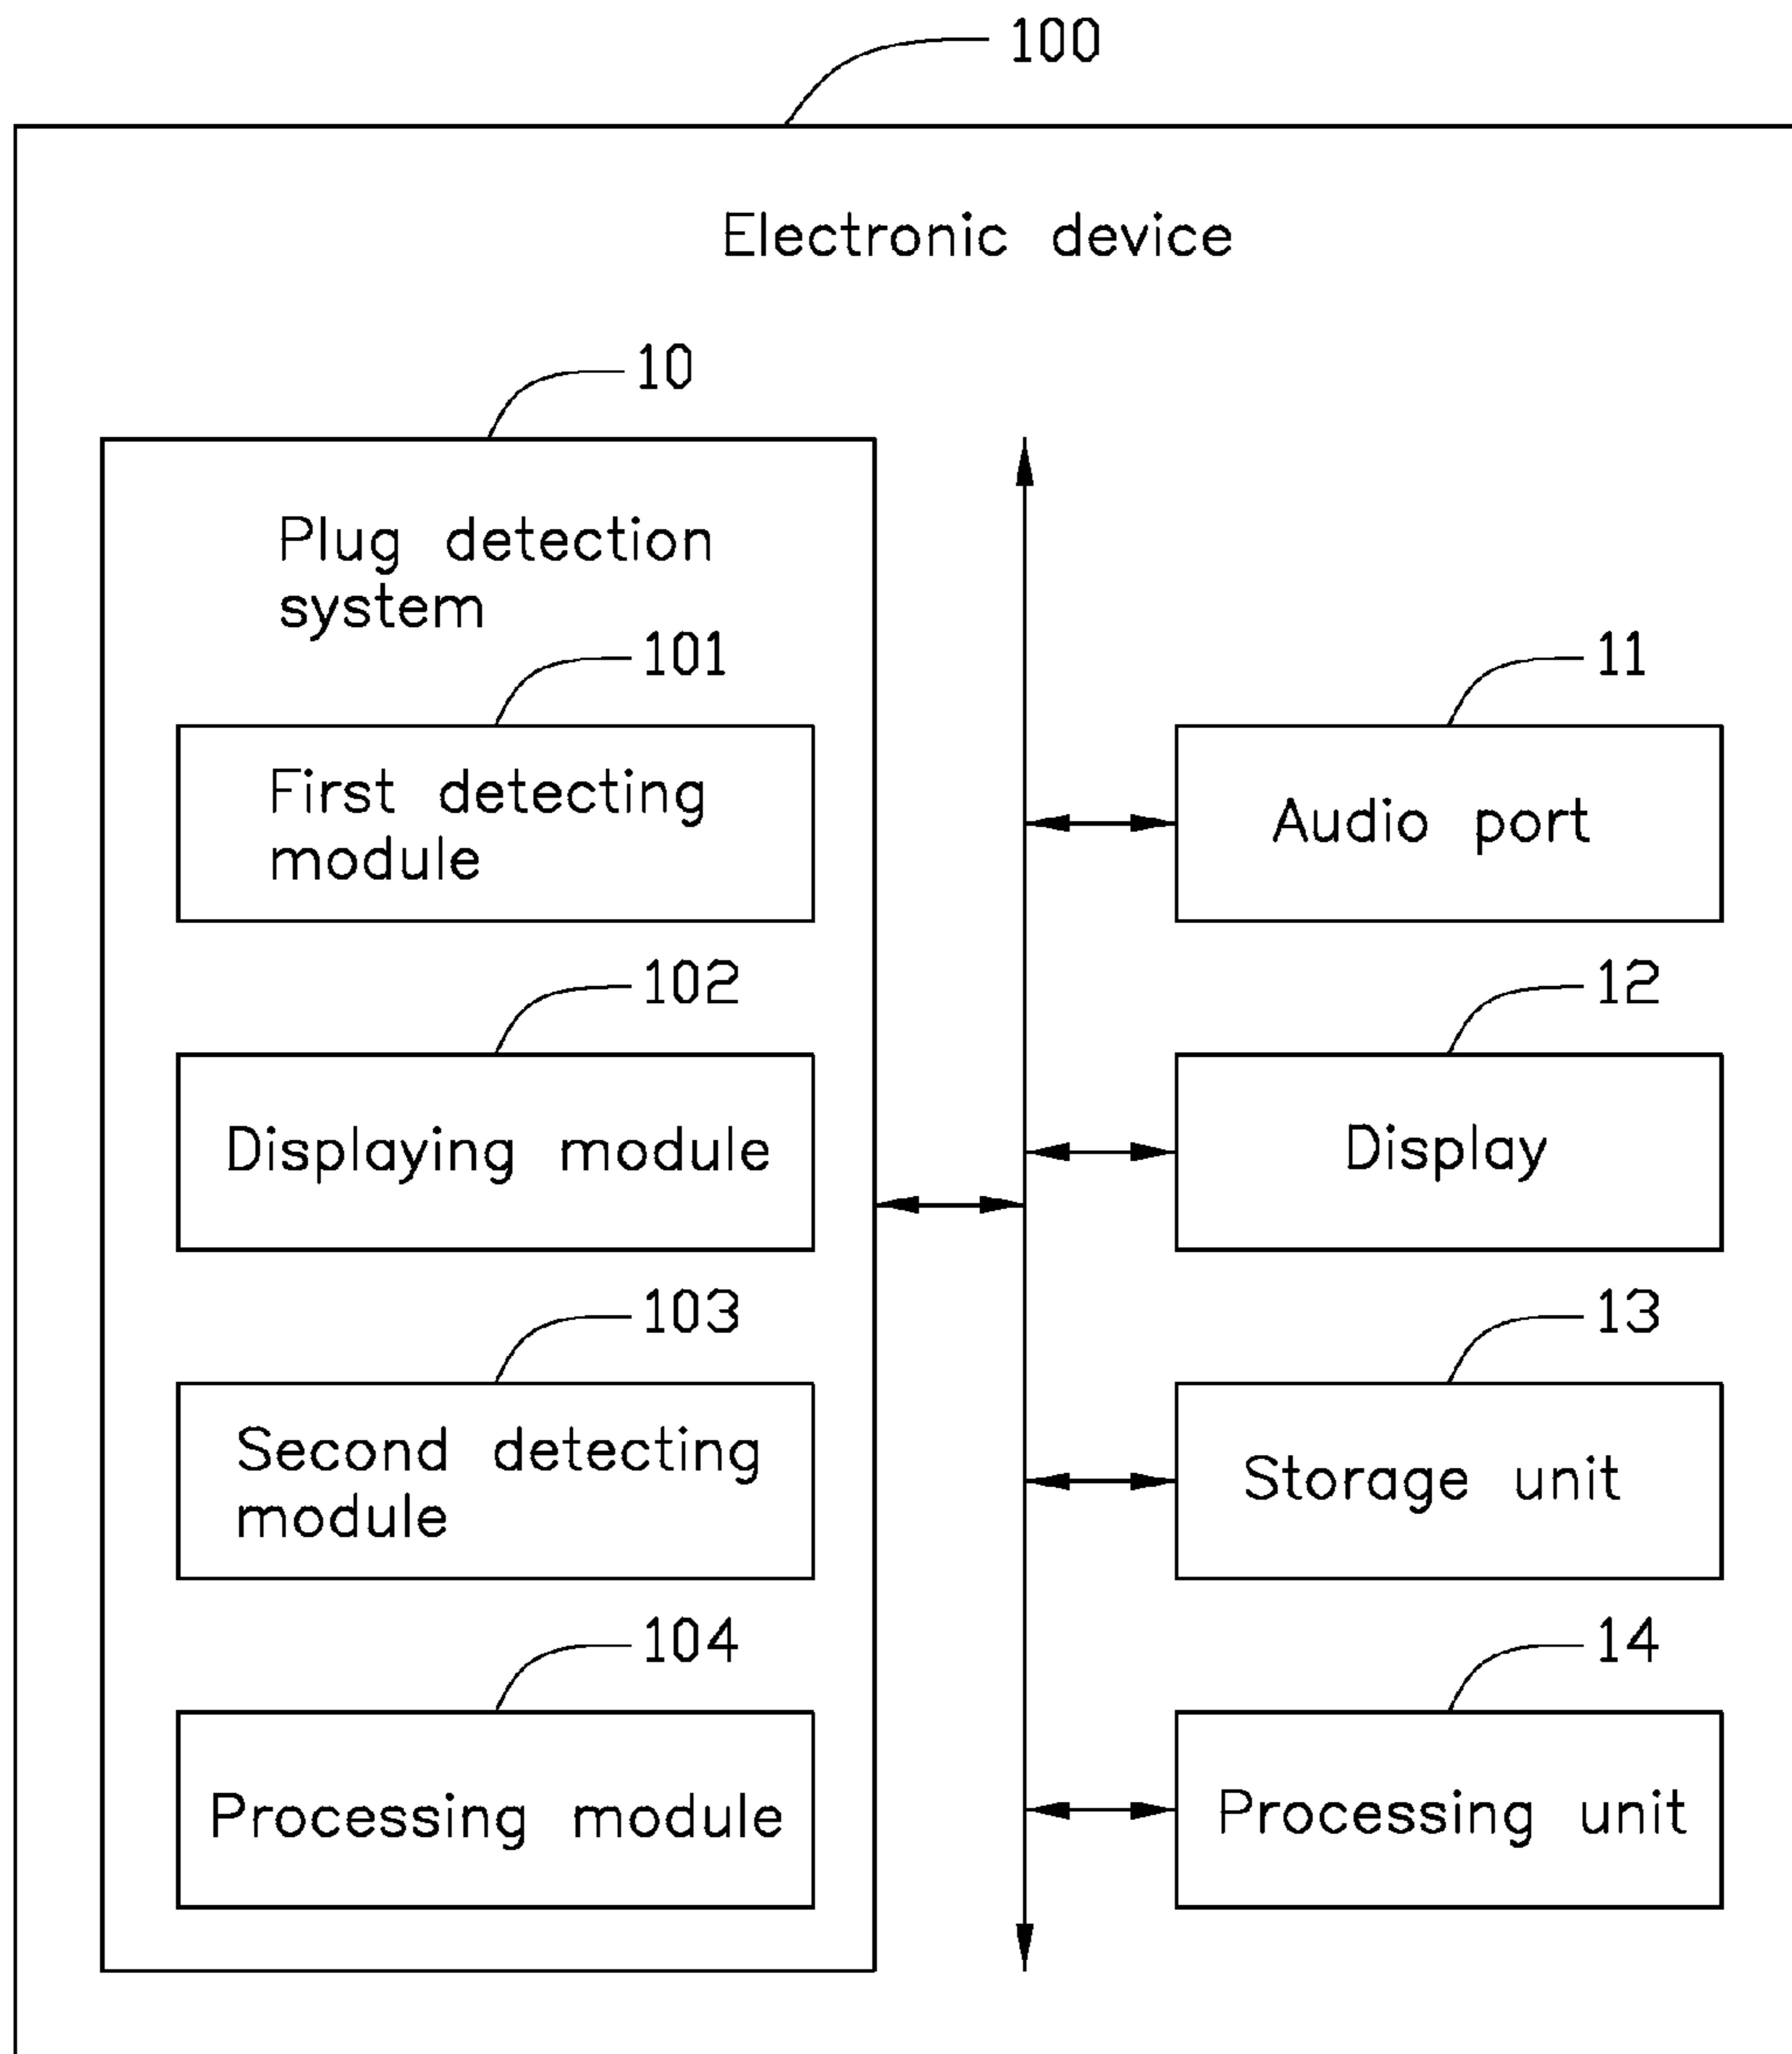 100
Electronic device
10
Plug detection
system
101
First detecting
module
102
Displaying module
103
Second detecting
module
104
Processing module
11
Audio port
12
Display
13
Storage unit
14
Processing unit